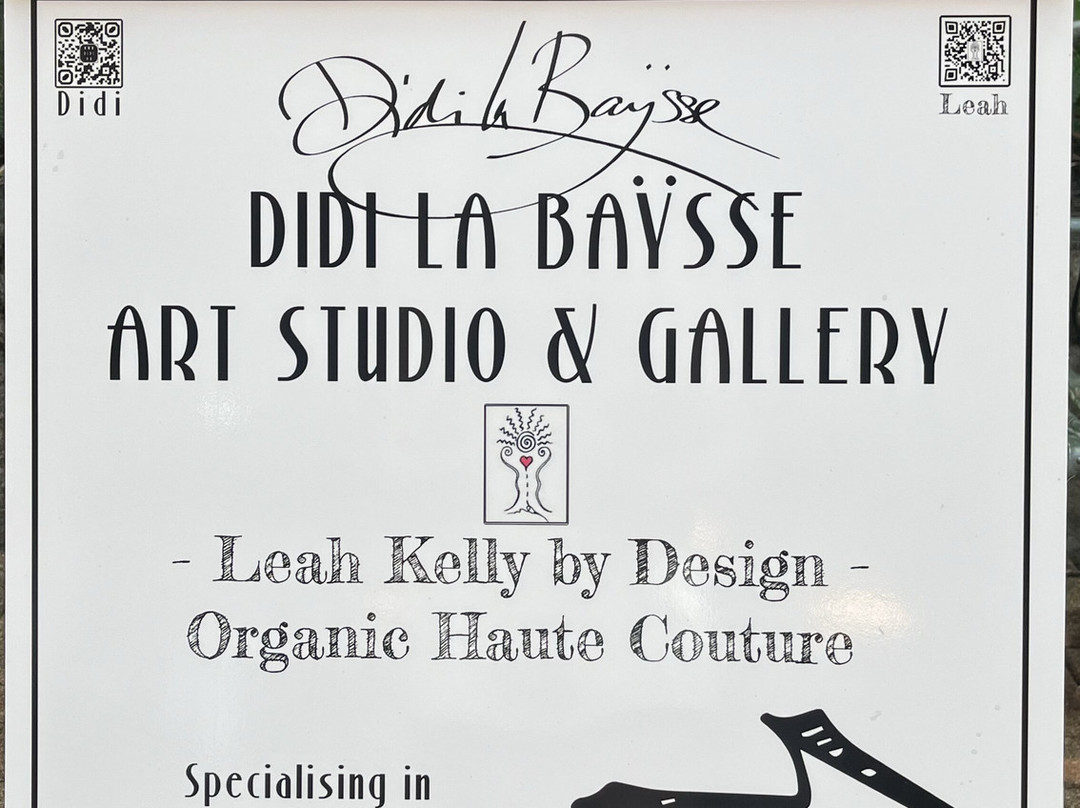 Didi
Leah
Didi la Baÿsse
DIDI LA BAŸSSE
ART STUDIO & GALLERY
- Leah Kelly by Design -
Organic Haute Couture
Specialising in